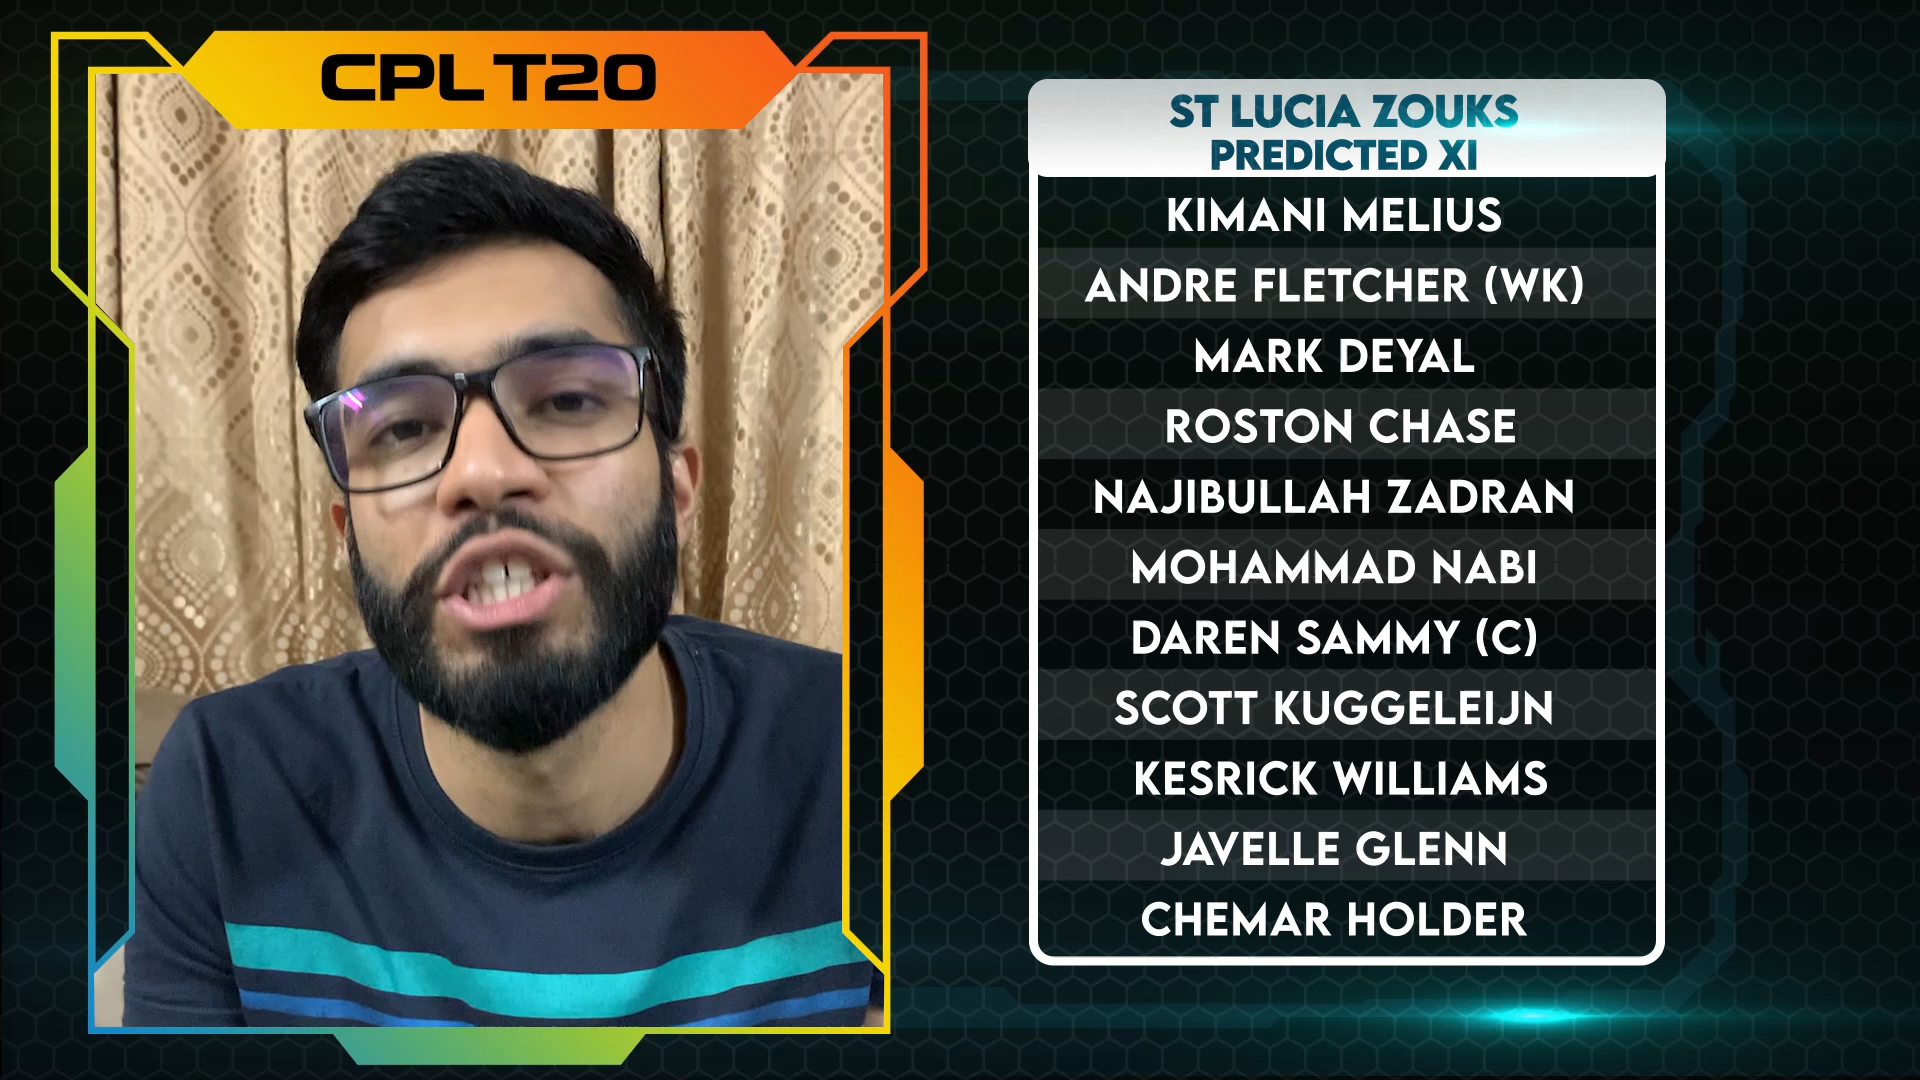 CPL T20
ST LUCIA ZOUKS
PREDICTED XI
KIMANI MELIUS
ANDRE FLETCHER (WK)
MARK DEYAL
ROSTON CHASE
NAJIBULLAH ZADRAN
MOHAMMAD NABI
DAREN SAMMY (C)
SCOTT KUGGELEIJN
KESRICK WILLIAMS
JAVELLE GLENN
CHEMAR HOLDER